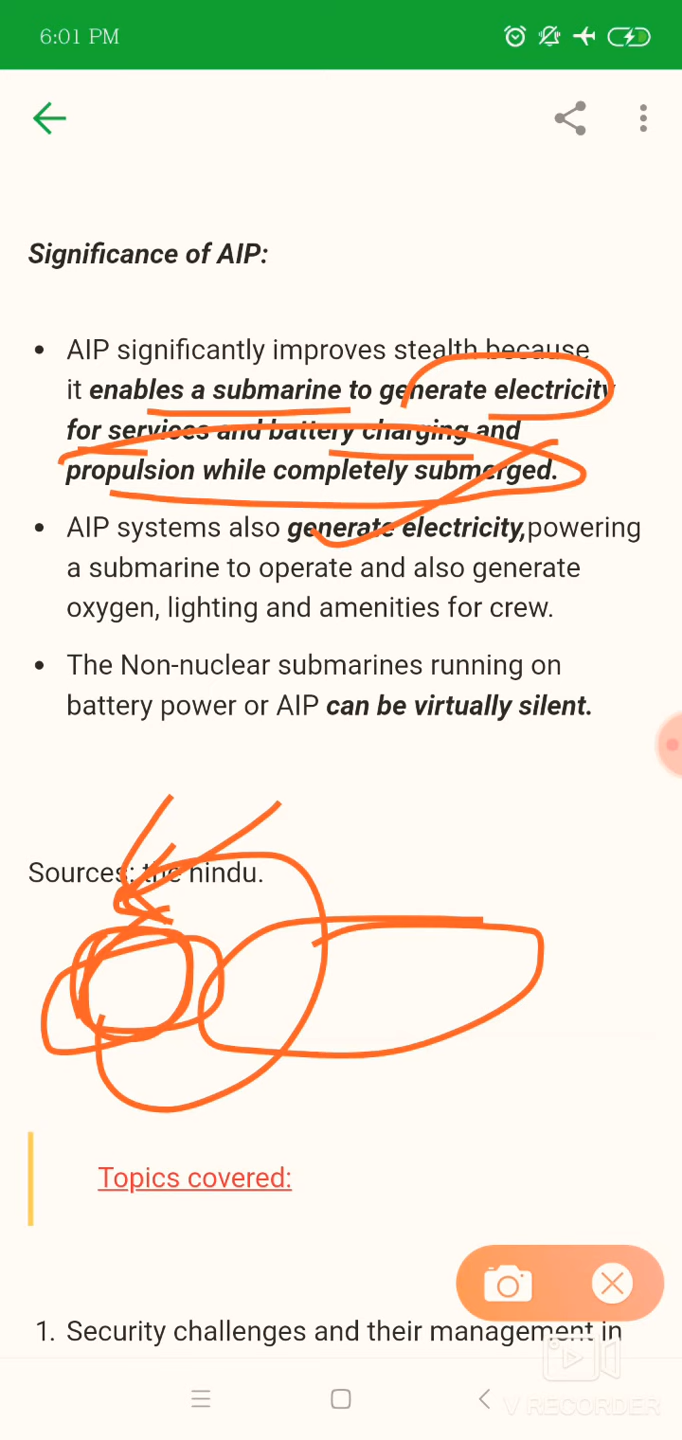 6:01 PM
Significance of AIP:
• AIP significantly improves stealth because
it enables a submarine to generate electricity
for services and battery charging and
propulsion while completely submerged.
• AIP systems also generate electricity,powering
a submarine to operate and also generate
oxygen, lighting and amenities for crew.
• The Non-nuclear submarines running on
battery power or AIP can be virtually silent.
Sources: the hindu.
Topics covered:
1. Security challenges and their management in
V RECORDER